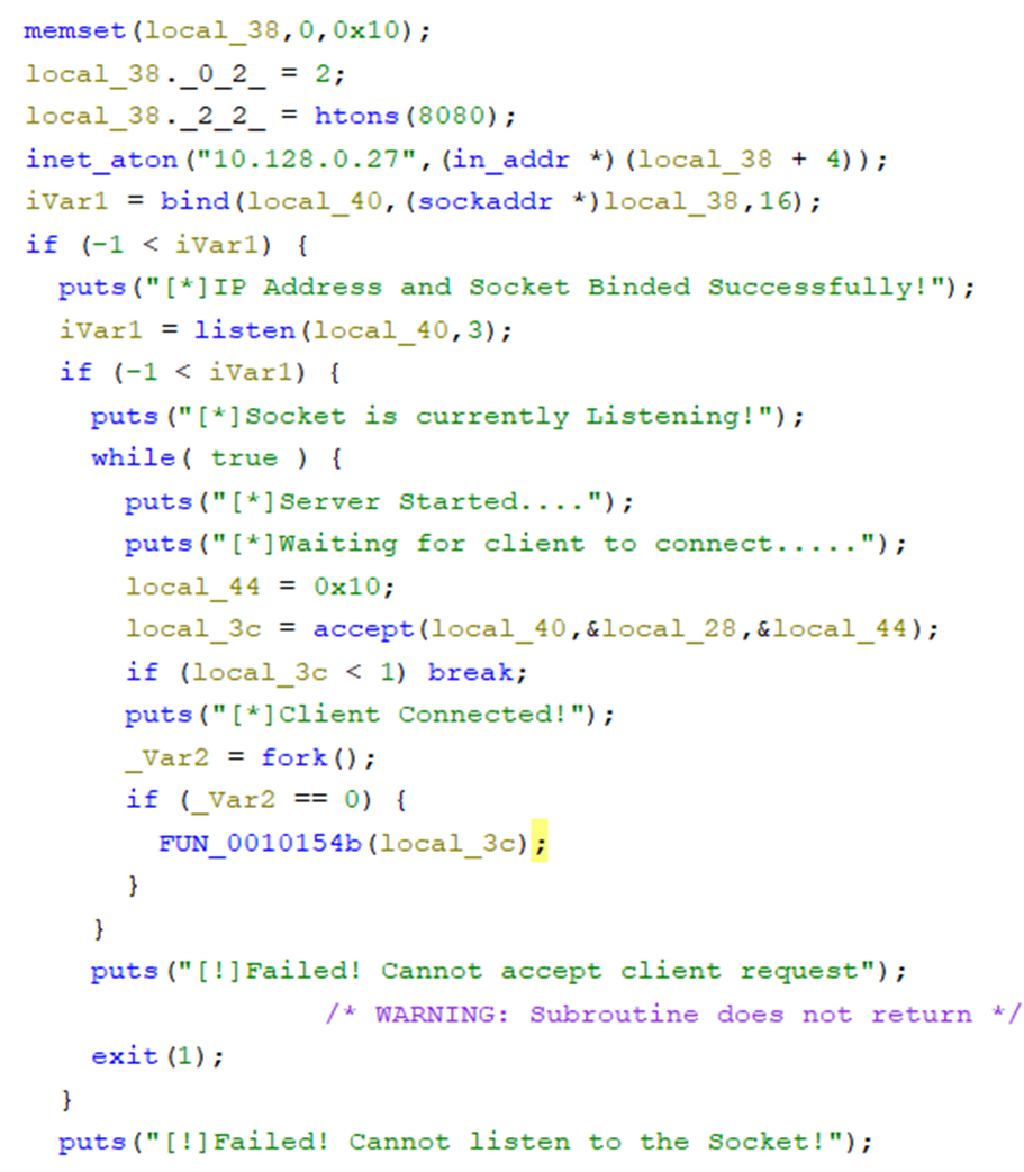 memset(local_38,0,0x10);
local_38._0_2_ = 2;
local_38._2_2_ = htons(8080);
inet_aton("10.128.0.27",(in_addr *)(local_38 + 4));
iVar1 = bind(local_40,(sockaddr *)local_38,16);
if (-1 < iVar1) {
puts("[*]IP Address and Socket Binded Successfully!");
iVar1 = listen(local_40,3);
if (-1 < iVar1) {
puts("[*]Socket is currently Listening!");
while( true ) {
puts("[*]Server Started....");
puts("[*]Waiting for client to connect.....");
local_44 = 0x10;
local_3c = accept(local_40,&local_28,&local_44);
if (local_3c < 1) break;
puts("[*]Client Connected!");
_Var2 = fork();
if (_Var2 == 0) {
FUN_0010154b(local_3c);
}
}
puts("[!]Failed! Cannot accept client request");
/* WARNING: Subroutine does not return */
exit(1);
}
puts("[!]Failed! Cannot listen to the Socket!");